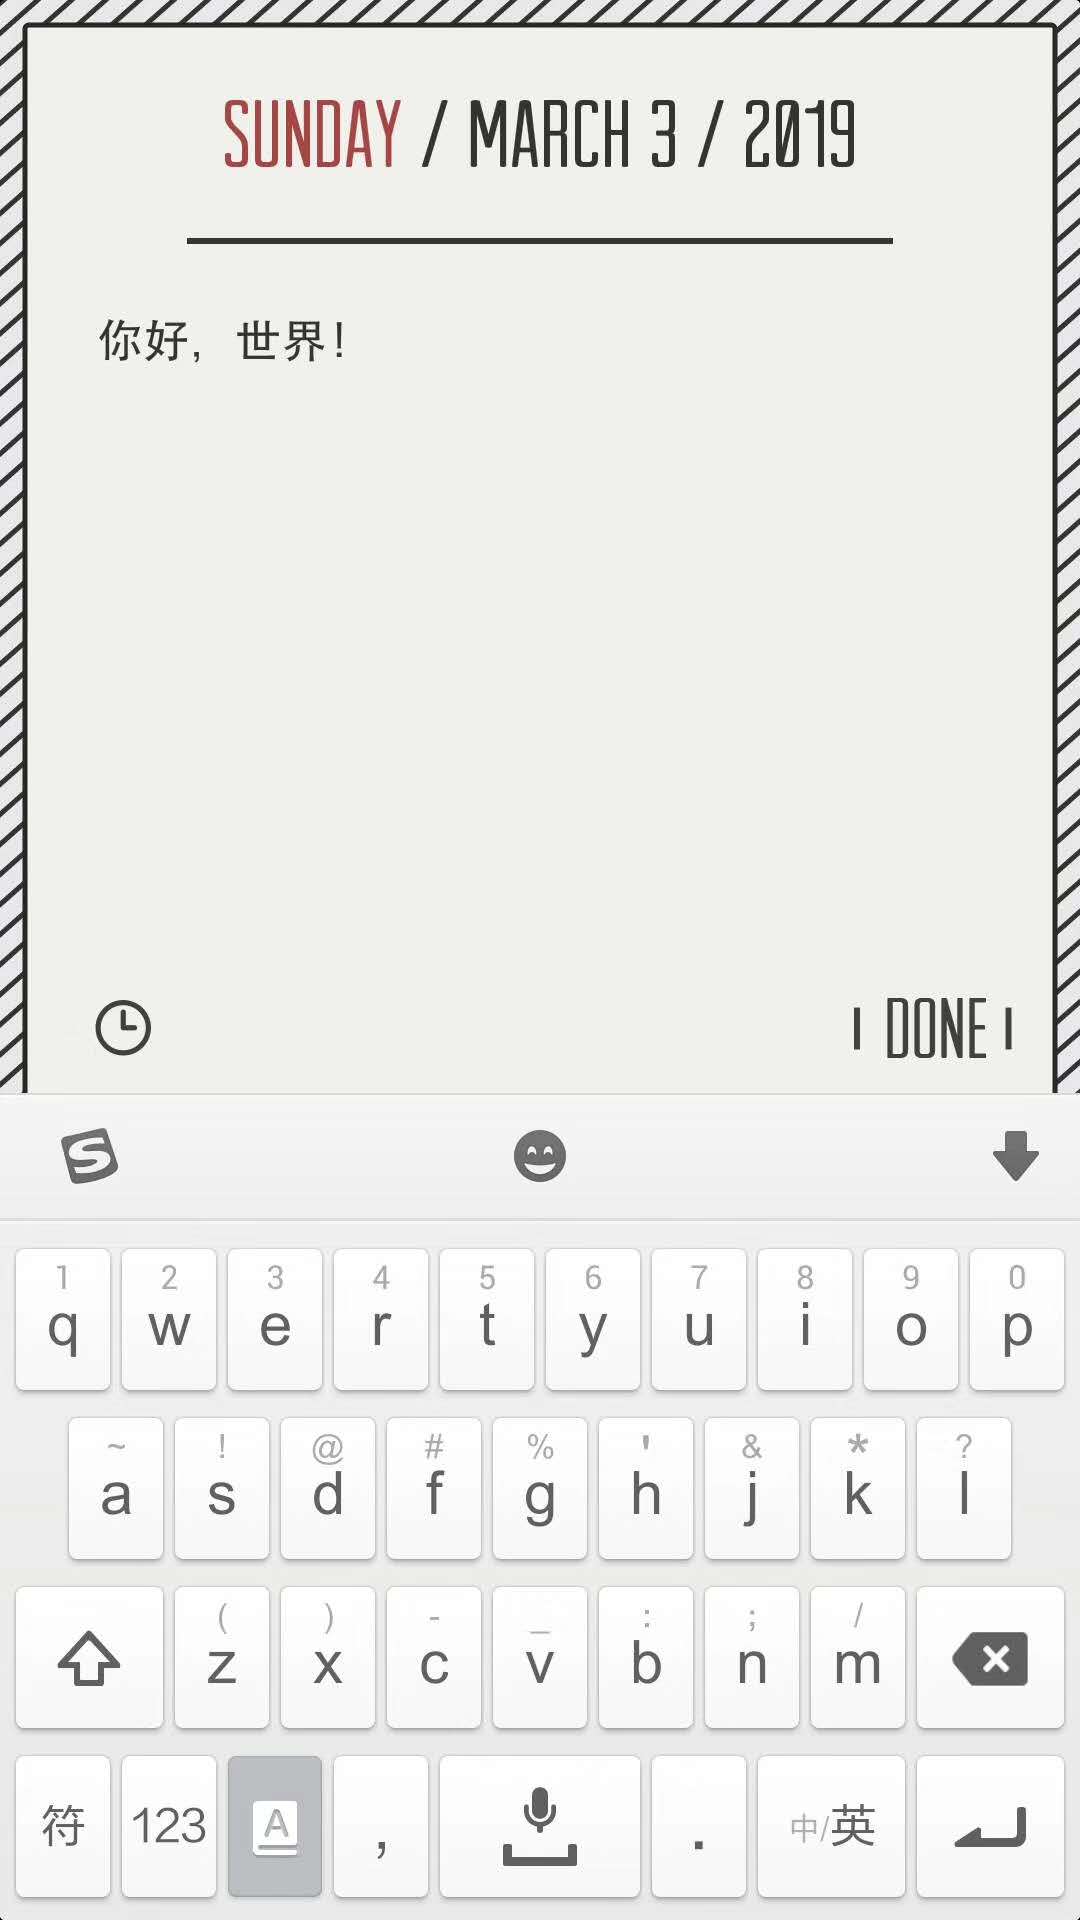 SUNDAY / MARCH 3 / 2019
你好，世界！
DONE
1 2 3 4 5 6 7 8 9 0
q w e r t y u i o p
~ ! @ # % ' & * ?
a s d f g h j k l
( ) - _ : ; /
z x c v b n m
符 123 A , . 中/英